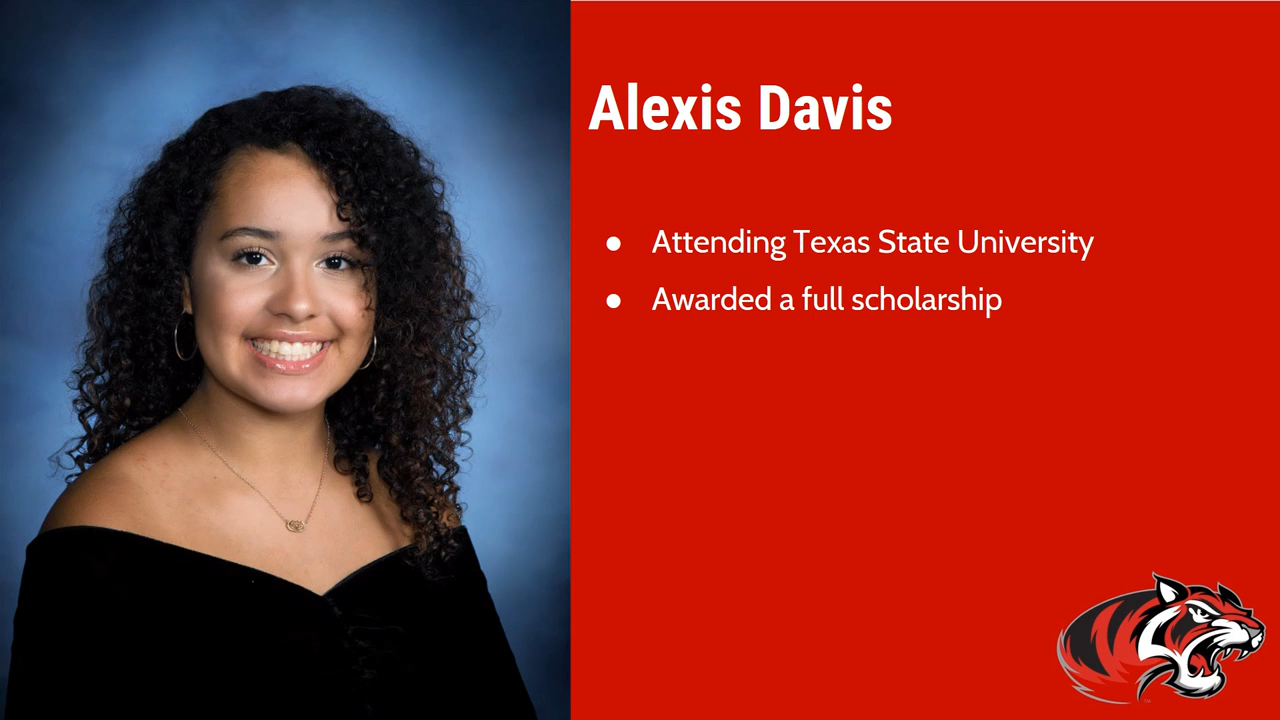 Alexis Davis
● Attending Texas State University
● Awarded a full scholarship